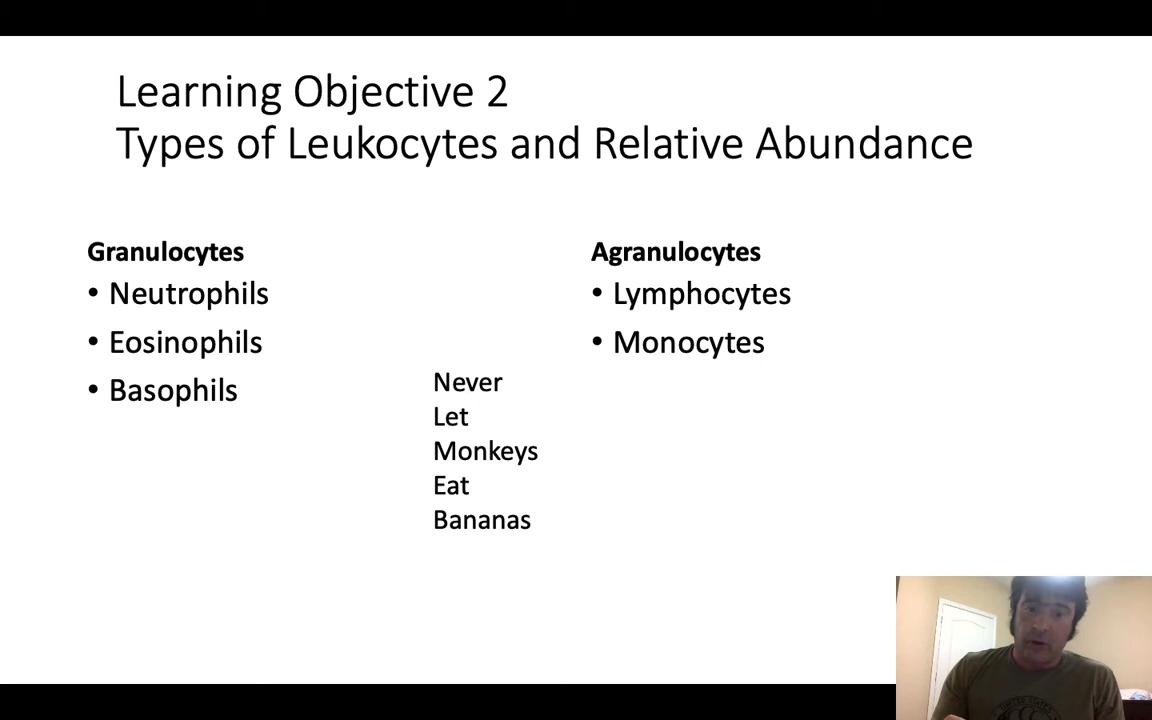 Learning Objective 2
Types of Leukocytes and Relative Abundance
Granulocytes
• Neutrophils
• Eosinophils
• Basophils
Never
Let
Monkeys
Eat
Bananas
Agranulocytes
• Lymphocytes
• Monocytes